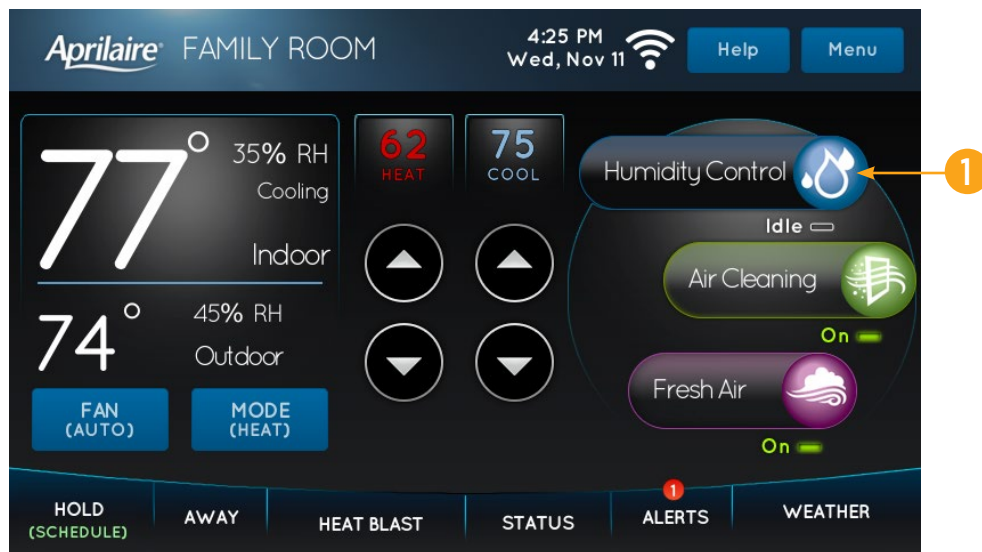 Aprilaire® FAMILY ROOM
4:25 PM
Wed, Nov 11
Help
Menu
77°
35% RH
Cooling
Indoor
74°
45% RH
Outdoor
62
HEAT
75
COOL
Humidity Control
1
Idle
Air Cleaning
On
Fresh Air
On
FAN
(AUTO)
MODE
(HEAT)
HOLD
(SCHEDULE)
AWAY
HEAT BLAST
STATUS
1
ALERTS
WEATHER